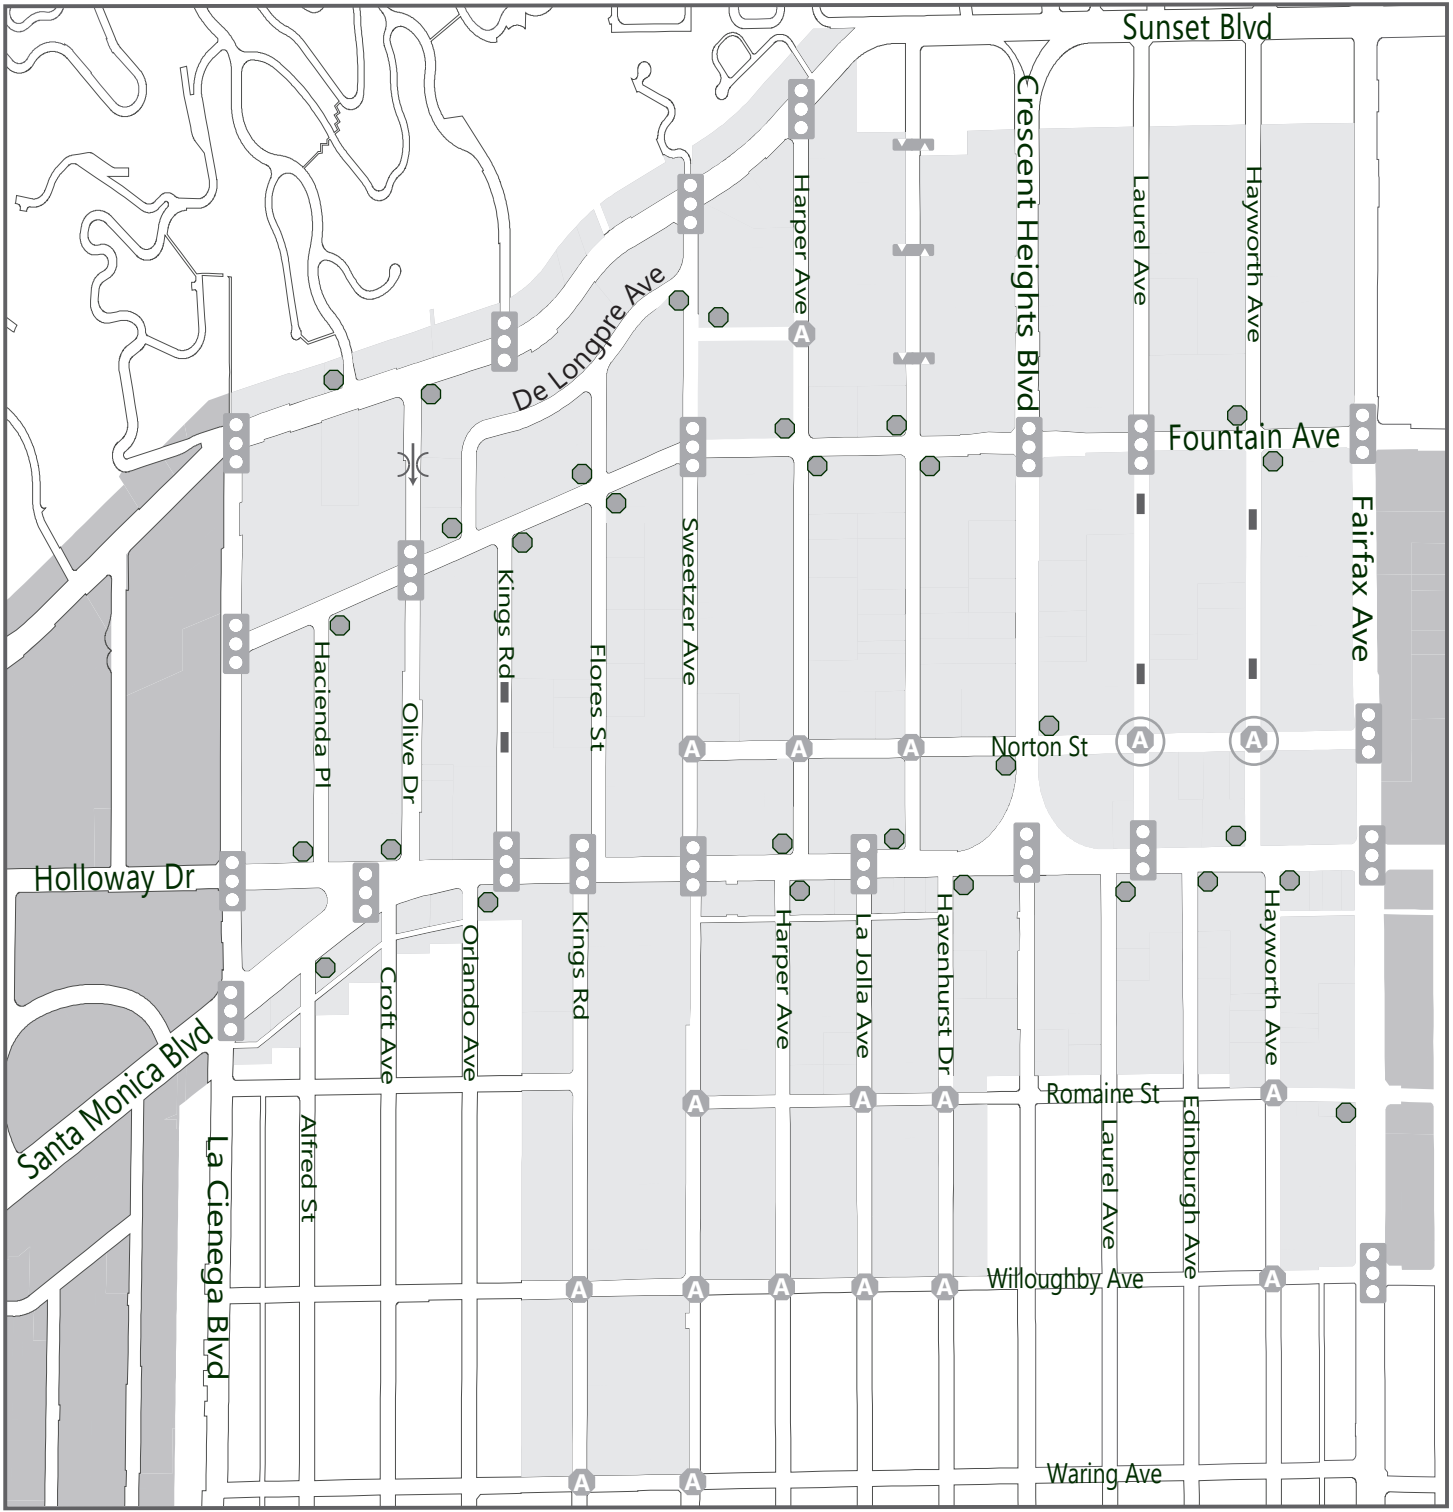 Sunset Blvd
Crescent Heights Blvd
Harper Ave
Laurel Ave
Hayworth Ave
De Longpre Ave
A
Fountain Ave
Sweetzer Ave
Fairfax Ave
Kings Rd
Hacienda Pl
Flores St
Olive Dr
A
A
A
Norton St
A
A
Holloway Dr
Hayworth Ave
Havenhurst Dr
Harper Ave
La Jolla Ave
Kings Rd
Orlando Ave
Croft Ave
Santa Monica Blvd
A
A
A
Romaine St
A
Edinburgh Ave
Laurel Ave
Alfred St
La Cienega Blvd
A
A
A
A
A
Willoughby Ave
A
A
A
Waring Ave